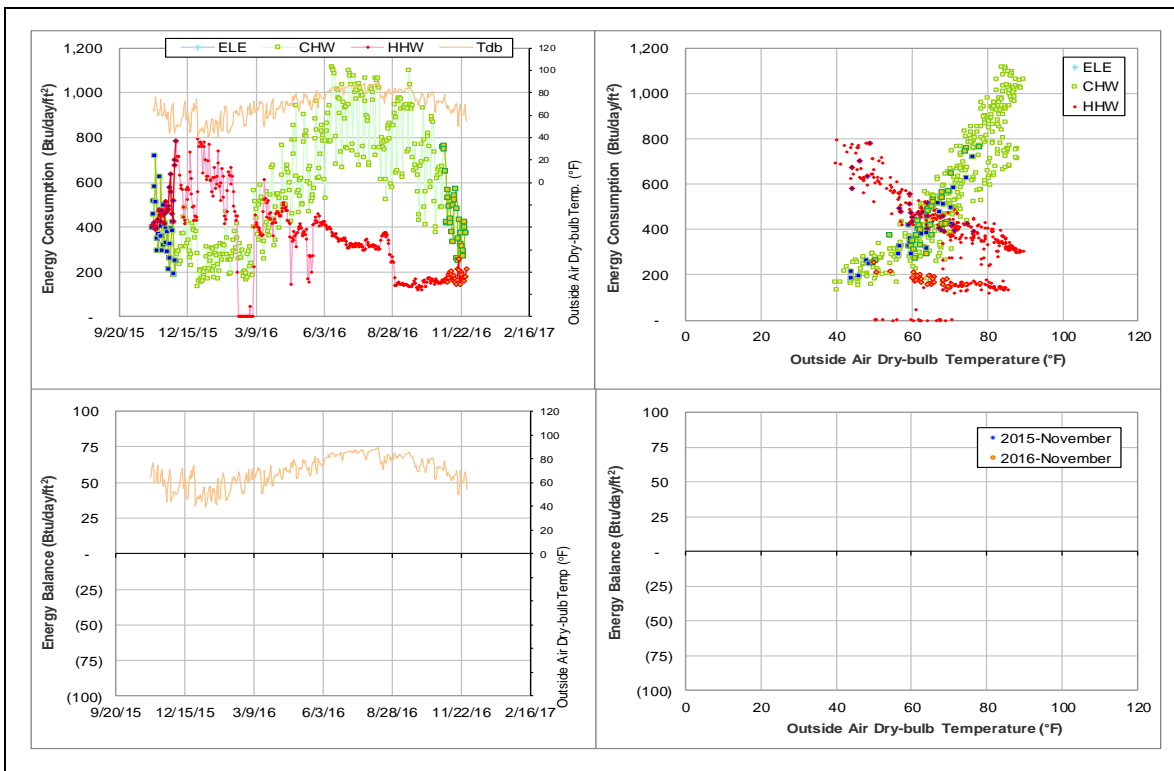 ELE CHW HHW Tdb
1,200
1,000
800
600
400
200
-
Energy Consumption (Btu/day/ft²)
120
100
80
60
40
20
0
Outside Air Dry-bulb Temp. (°F)
9/20/15 12/15/15 3/9/16 6/3/16 8/28/16 11/22/16 2/16/17
1,200
1,000
800
600
400
200
-
Energy Consumption (Btu/day/ft²)
ELE
CHW
HHW
0 20 40 60 80 100 120
Outside Air Dry-bulb Temperature (°F)
100
75
50
25
-
(25)
(50)
(75)
(100)
Energy Balance (Btu/day/ft²)
120
100
80
60
40
20
0
Outside Air Dry-bulb Temp (°F)
9/20/15 12/15/15 3/9/16 6/3/16 8/28/16 11/22/16 2/16/17
100
75
50
25
-
(25)
(50)
(75)
(100)
Energy Balance (Btu/day/ft²)
2015-November
2016-November
0 20 40 60 80 100 120
Outside Air Dry-bulb Temperature (°F)